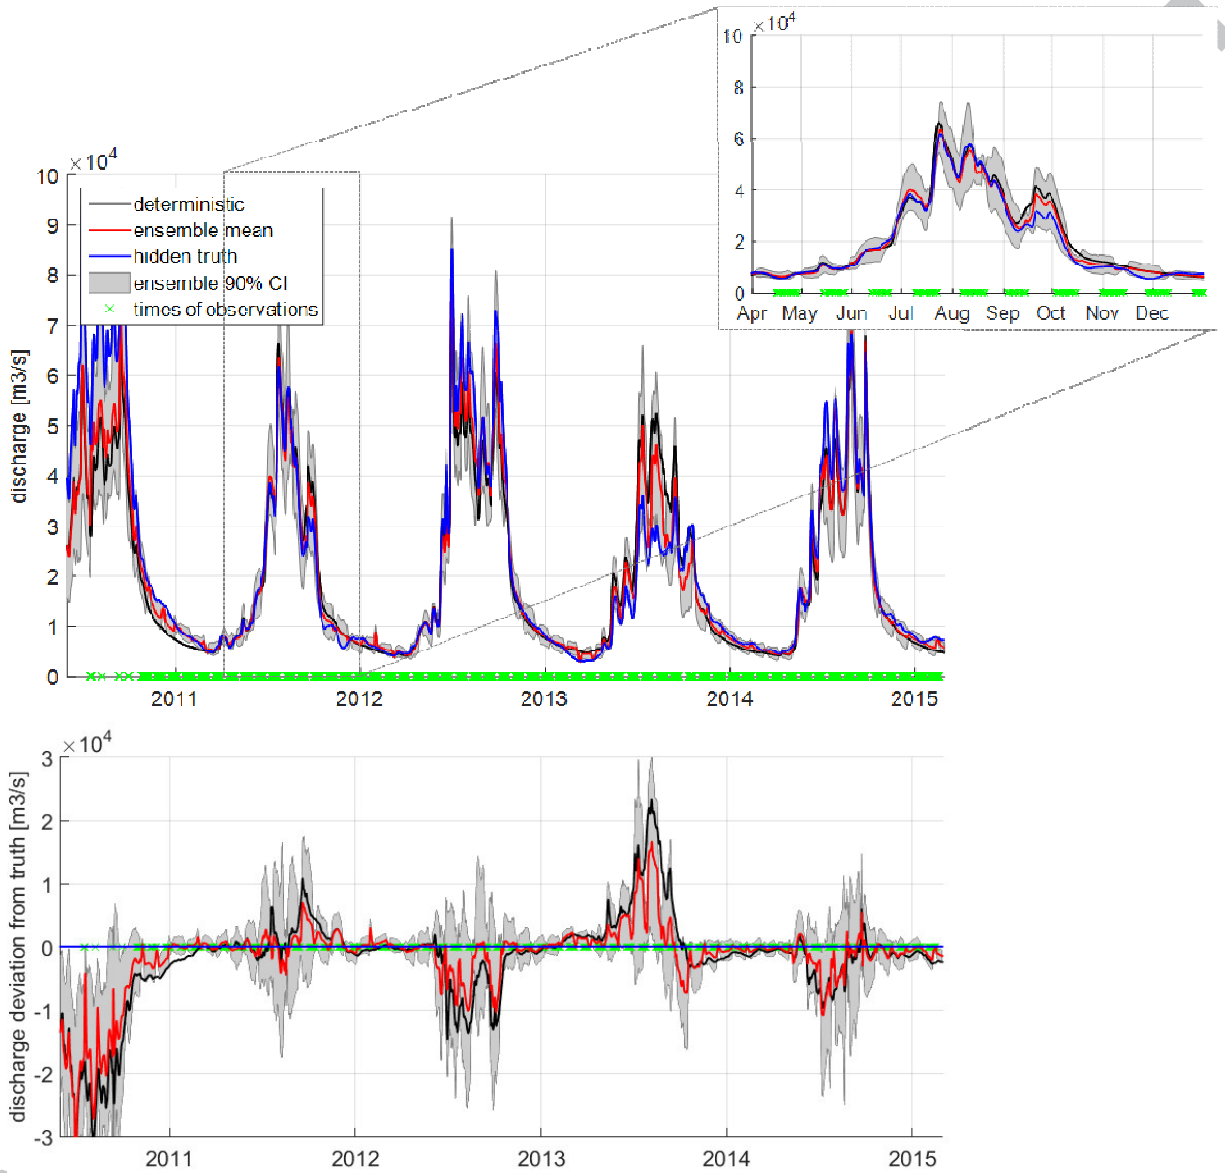 10 ×10⁴
8
6
4
2
0
Apr May Jun Jul Aug Sep Oct Nov Dec
×10⁴
10
9
8
7
6
5
4
3
2
1
0
discharge [m3/s]
deterministic
ensemble mean
hidden truth
ensemble 90% CI
times of observations
2011 2012 2013 2014 2015
×10⁴
3
2
1
0
-1
-2
-3
discharge deviation from truth [m3/s]
2011 2012 2013 2014 2015